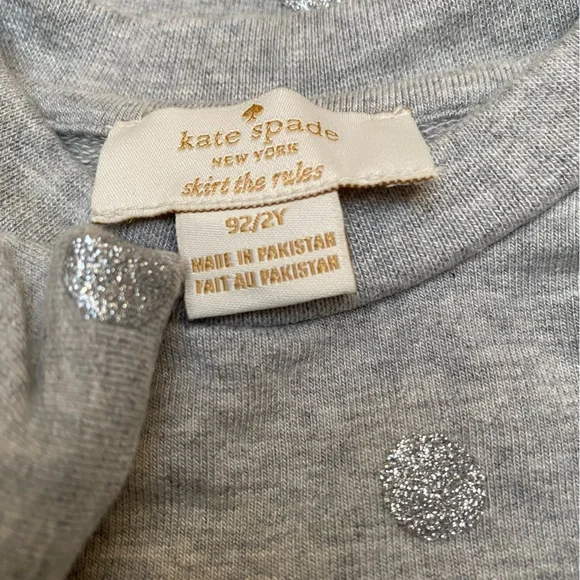 kate spade
NEW YORK
skirt the rules
92/2Y
MADE IN PAKISTAN
FAIT AU PAKISTAN